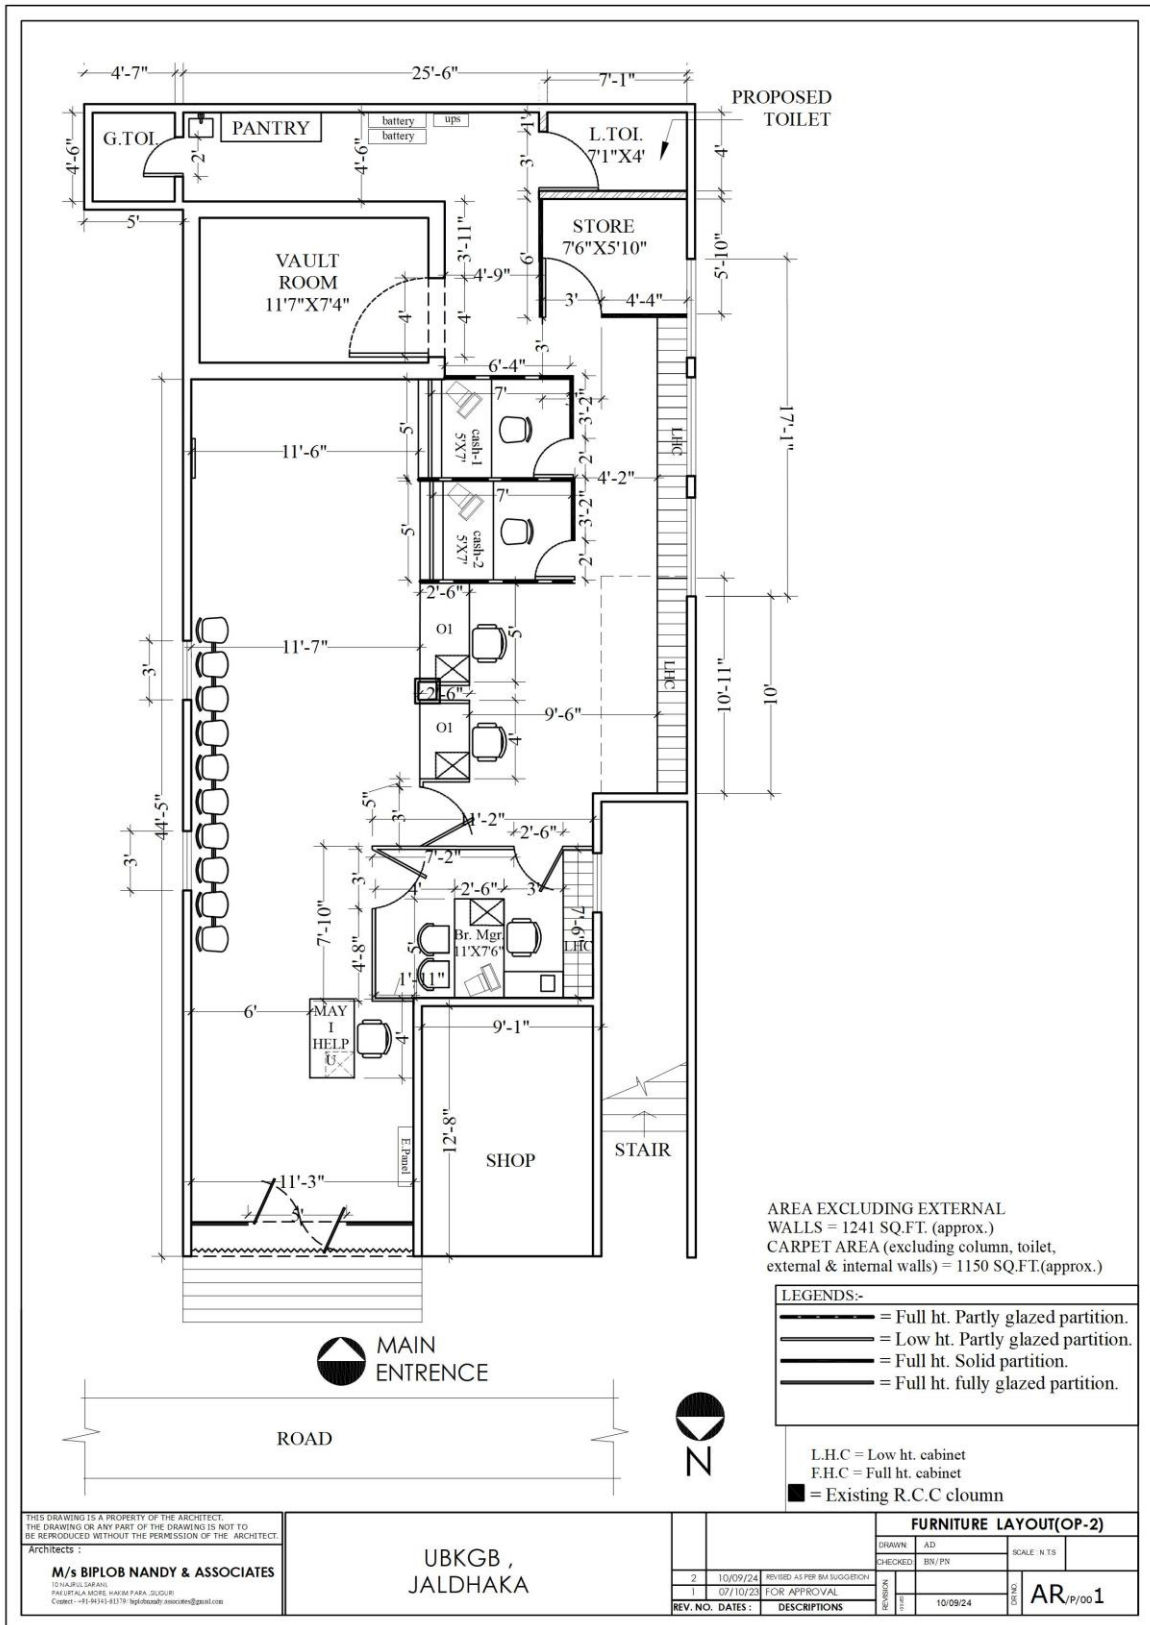 4'-7"
25'-6"
7'-1"
PROPOSED
TOILET
G.TOI.
PANTRY
battery
battery
ups
L.TOI.
7'1"X4'
1'
3'
4'
4'-6"
2'
4'-6"
5'
3'-11"
6'
STORE
7'6"X5'10"
5'-10"
VAULT
ROOM
11'7"X7'4"
4'-9"
4'
4'
3'
4'-4"
3'
6'-4"
7'
3'-2"
17'-1"
5'
cash-1
5'X7'
LHC
11'-6"
2'
4'-2"
7'
3'-2"
5'
cash-2
5'X7'
2'
2'-6"
O1
5'
11'-7"
3'
LHC
10'-11"
10'
2'-6"
9'-6"
O1
4'
44'-5"
5"
3'
1'-2"
2'-6"
3'
7'-2"
3'
4'
2'-6"
3'
7'-10"
4'-8"
5'
Br. Mgr.
11'X7'6"
7'-6"
LHC
1'-11"
6'
MAY
I
HELP
U
4'
9'-1"
12'-8"
E.Panel
SHOP
STAIR
11'-3"
5'
AREA EXCLUDING EXTERNAL
WALLS = 1241 SQ.FT. (approx.)
CARPET AREA (excluding column, toilet,
external & internal walls) = 1150 SQ.FT.(approx.)
LEGENDS:-
= Full ht. Partly glazed partition.
= Low ht. Partly glazed partition.
= Full ht. Solid partition.
= Full ht. fully glazed partition.
MAIN
ENTRENCE
ROAD
N
L.H.C = Low ht. cabinet
F.H.C = Full ht. cabinet
= Existing R.C.C cloumn
THIS DRAWING IS A PROPERTY OF THE ARCHITECT.
THE DRAWING OR ANY PART OF THE DRAWING IS NOT TO
BE REPRODUCED WITHOUT THE PERMISSION OF THE ARCHITECT.
Architects :
M/s BIPLOB NANDY & ASSOCIATES
PAKURTALA MORE, HAKIM PARA, SILIGURI
UBKGB ,
JALDHAKA
2 10/09/24 REVISED AS PER BM SUGGESTION
1 07/10/23 FOR APPROVAL
REV. NO. DATES : DESCRIPTIONS
FURNITURE LAYOUT(OP-2)
DRAWN: AD
SCALE : N.T.S
CHECKED: BN/PN
REVISION
10/09/24
DR.NO.
AR/P/001